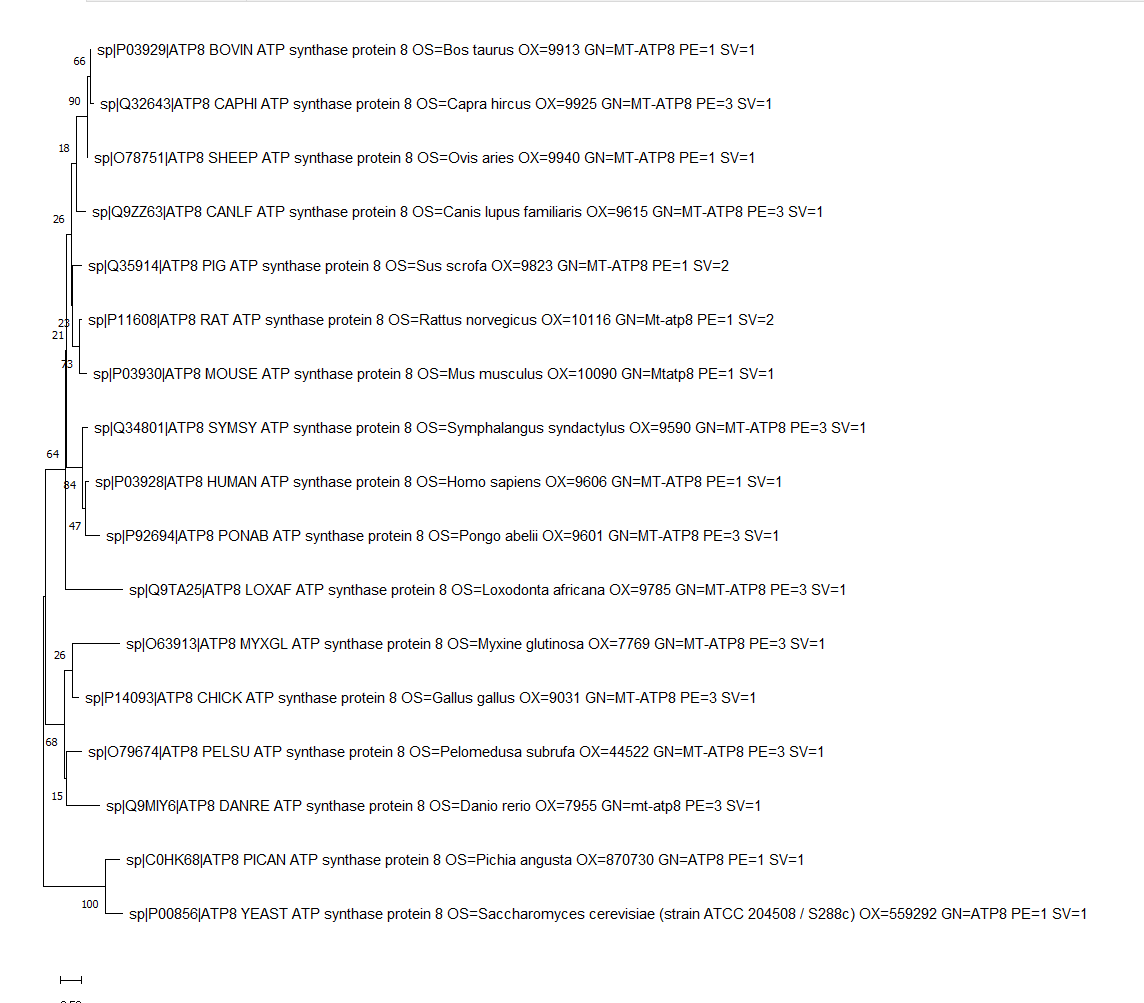 sp|P03929|ATP8 BOVIN ATP synthase protein 8 OS=Bos taurus OX=9913 GN=MT-ATP8 PE=1 SV=1
66
90
sp|Q32643|ATP8 CAPHI ATP synthase protein 8 OS=Capra hircus OX=9925 GN=MT-ATP8 PE=3 SV=1
18
sp|O78751|ATP8 SHEEP ATP synthase protein 8 OS=Ovis aries OX=9940 GN=MT-ATP8 PE=1 SV=1
sp|Q9ZZ63|ATP8 CANLF ATP synthase protein 8 OS=Canis lupus familiaris OX=9615 GN=MT-ATP8 PE=3 SV=1
26
sp|Q35914|ATP8 PIG ATP synthase protein 8 OS=Sus scrofa OX=9823 GN=MT-ATP8 PE=1 SV=2
sp|P11608|ATP8 RAT ATP synthase protein 8 OS=Rattus norvegicus OX=10116 GN=Mt-atp8 PE=1 SV=2
23
21
73
sp|P03930|ATP8 MOUSE ATP synthase protein 8 OS=Mus musculus OX=10090 GN=Mtatp8 PE=1 SV=1
sp|Q34801|ATP8 SYMSY ATP synthase protein 8 OS=Symphalangus syndactylus OX=9590 GN=MT-ATP8 PE=3 SV=1
64
84
sp|P03928|ATP8 HUMAN ATP synthase protein 8 OS=Homo sapiens OX=9606 GN=MT-ATP8 PE=1 SV=1
47
sp|P92694|ATP8 PONAB ATP synthase protein 8 OS=Pongo abelii OX=9601 GN=MT-ATP8 PE=3 SV=1
sp|Q9TA25|ATP8 LOXAF ATP synthase protein 8 OS=Loxodonta africana OX=9785 GN=MT-ATP8 PE=3 SV=1
sp|O63913|ATP8 MYXGL ATP synthase protein 8 OS=Myxine glutinosa OX=7769 GN=MT-ATP8 PE=3 SV=1
26
sp|P14093|ATP8 CHICK ATP synthase protein 8 OS=Gallus gallus OX=9031 GN=MT-ATP8 PE=3 SV=1
68
sp|O79674|ATP8 PELSU ATP synthase protein 8 OS=Pelomedusa subrufa OX=44522 GN=MT-ATP8 PE=3 SV=1
15
sp|Q9MIY6|ATP8 DANRE ATP synthase protein 8 OS=Danio rerio OX=7955 GN=mt-atp8 PE=3 SV=1
sp|C0HK68|ATP8 PICAN ATP synthase protein 8 OS=Pichia angusta OX=870730 GN=ATP8 PE=1 SV=1
100
sp|P00856|ATP8 YEAST ATP synthase protein 8 OS=Saccharomyces cerevisiae (strain ATCC 204508 / S288c) OX=559292 GN=ATP8 PE=1 SV=1